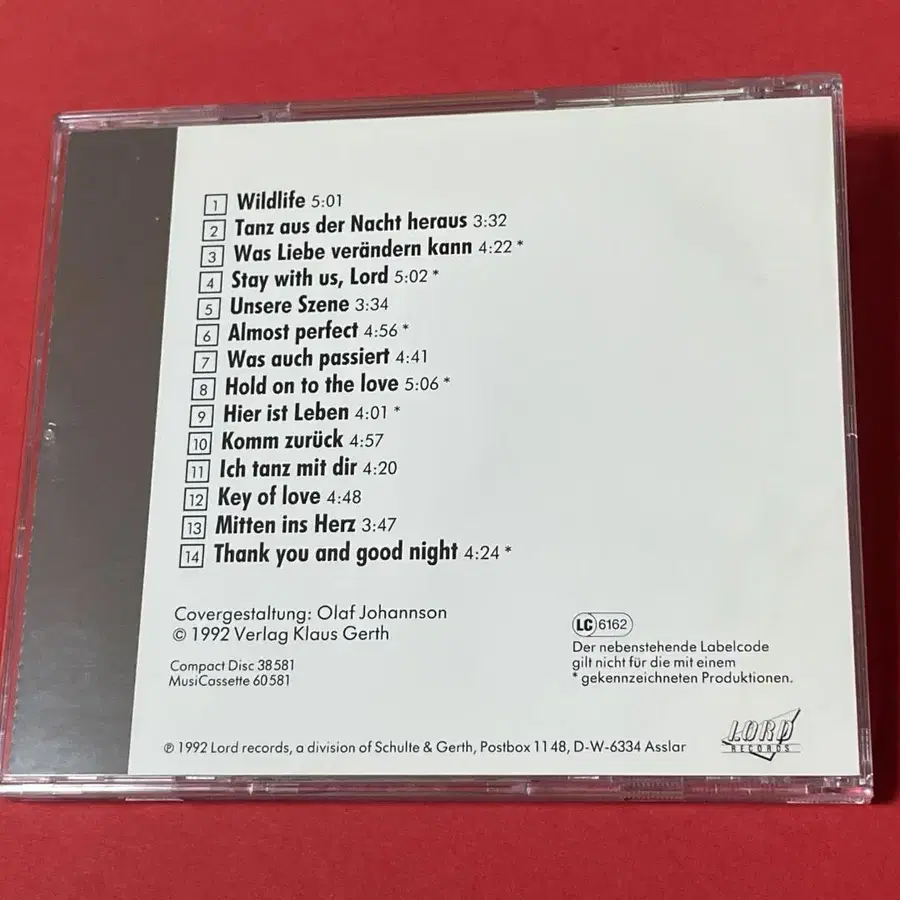 1 Wildlife 5:01
2 Tanz aus der Nacht heraus 3:32
3 Was Liebe verändern kann 4:22 *
4 Stay with us, Lord 5:02 *
5 Unsere Szene 3:34
6 Almost perfect 4:56 *
7 Was auch passiert 4:41
8 Hold on to the love 5:06 *
9 Hier ist Leben 4:01 *
10 Komm zurück 4:57
11 Ich tanz mit dir 4:20
12 Key of love 4:48
13 Mitten ins Herz 3:47
14 Thank you and good night 4:24 *
Covergestaltung: Olaf Johannson
© 1992 Verlag Klaus Gerth
Compact Disc 38 581
MusiCassette 60 581
LC 6162
Der nebenstehende Labelcode
gilt nicht für die mit einem
* gekennzeichneten Produktionen.
℗ 1992 Lord records, a division of Schulte & Gerth, Postbox 11 48, D-W-6334 Asslar
LORD
RECORDS